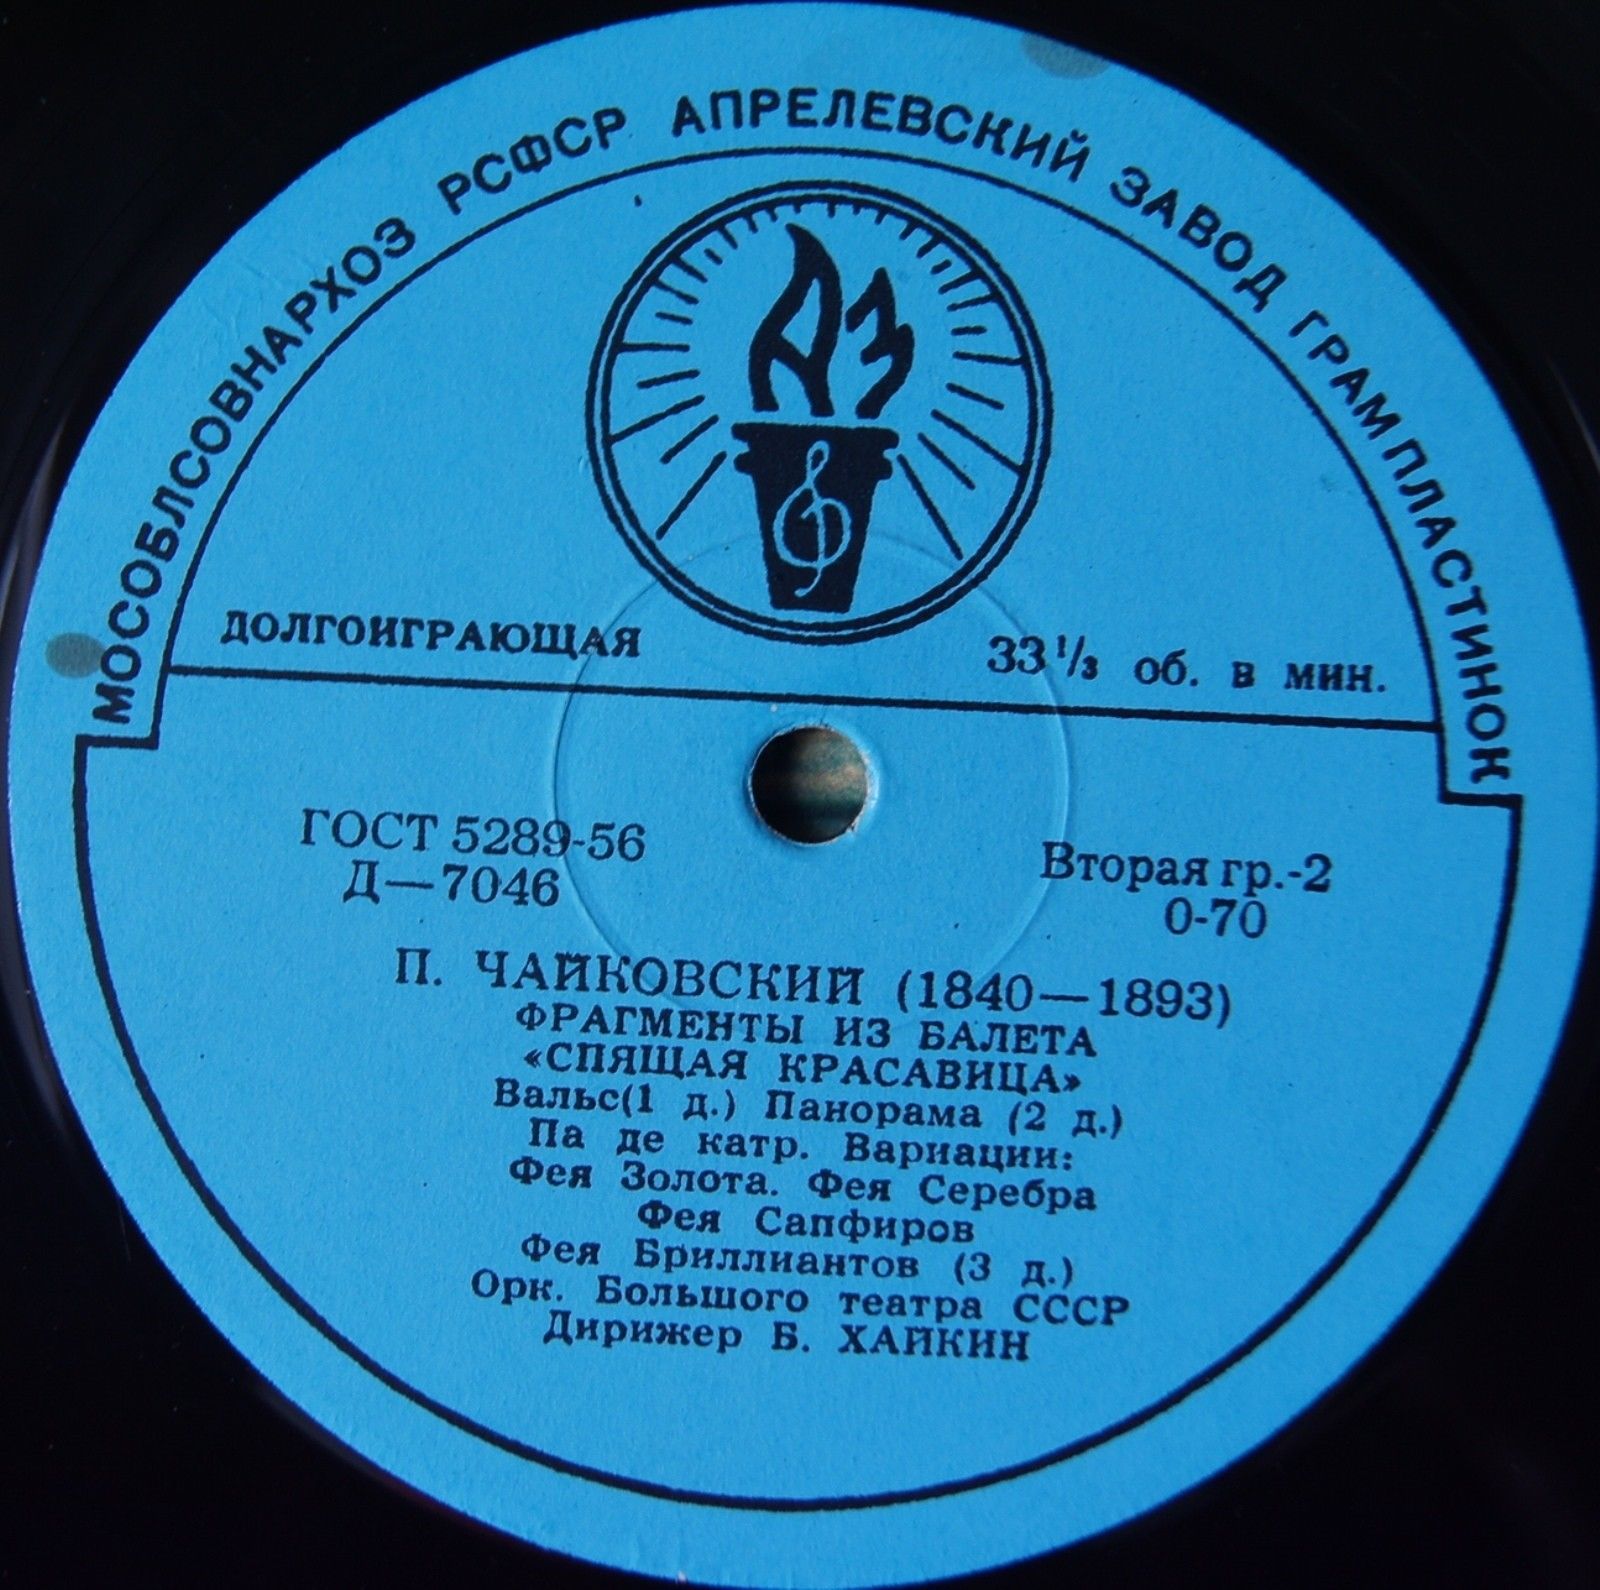 МОСОБЛСОВНАРХОЗ РСФСР АПРЕЛЕВСКИЙ ЗАВОД ГРАМПЛАСТИНОК
АЗ
ДОЛГОИГРАЮЩАЯ
33 1/3 об. в мин.
ГОСТ 5289-56
Д—7046
Вторая гр.-2
0-70
П. ЧАЙКОВСКИЙ (1840—1893)
ФРАГМЕНТЫ ИЗ БАЛЕТА
«СПЯЩАЯ КРАСАВИЦА»
Вальс(1 д.) Панорама (2 д.)
Па де катр. Вариации:
Фея Золота. Фея Серебра
Фея Сапфиров
Фея Бриллиантов (3 д.)
Орк. Большого театра СССР
Дирижер Б. ХАЙКИН